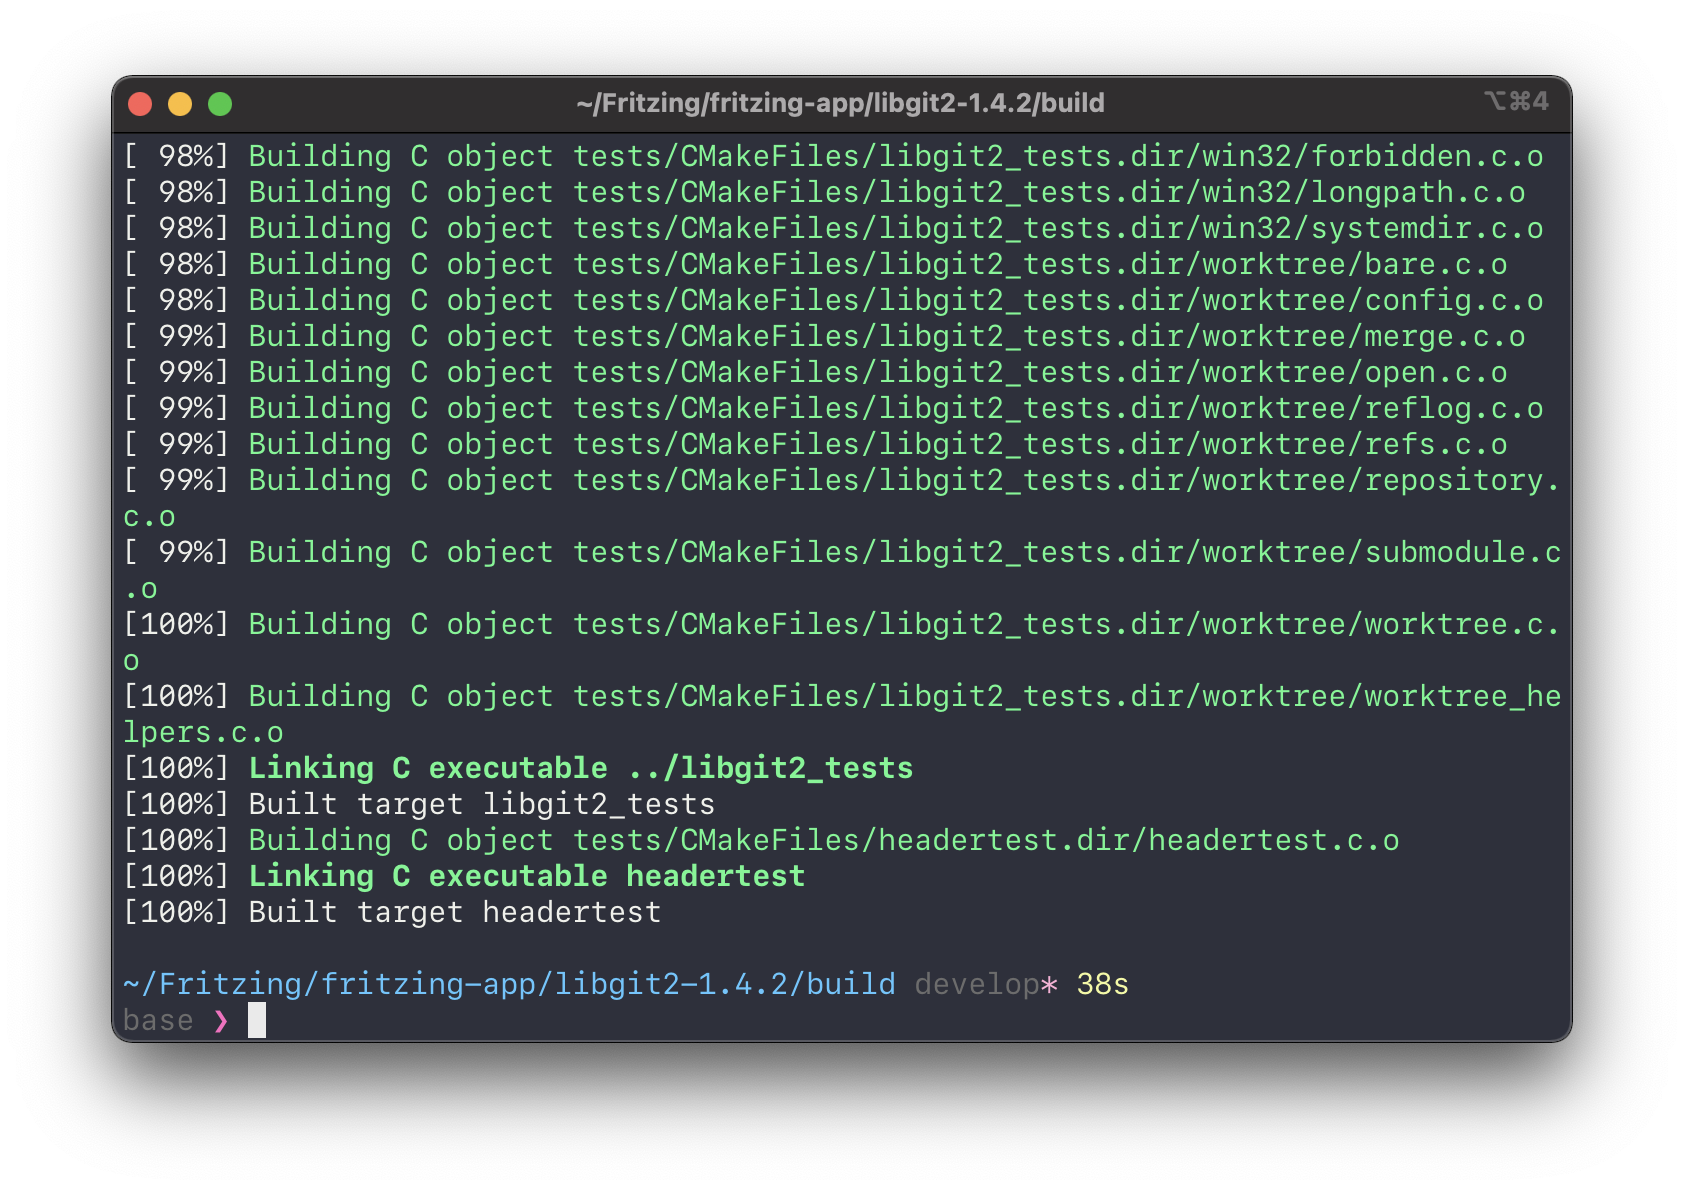 ~/Fritzing/fritzing-app/libgit2-1.4.2/build ⌥⌘4
[ 98%] Building C object tests/CMakeFiles/libgit2_tests.dir/win32/forbidden.c.o
[ 98%] Building C object tests/CMakeFiles/libgit2_tests.dir/win32/longpath.c.o
[ 98%] Building C object tests/CMakeFiles/libgit2_tests.dir/win32/systemdir.c.o
[ 98%] Building C object tests/CMakeFiles/libgit2_tests.dir/worktree/bare.c.o
[ 98%] Building C object tests/CMakeFiles/libgit2_tests.dir/worktree/config.c.o
[ 99%] Building C object tests/CMakeFiles/libgit2_tests.dir/worktree/merge.c.o
[ 99%] Building C object tests/CMakeFiles/libgit2_tests.dir/worktree/open.c.o
[ 99%] Building C object tests/CMakeFiles/libgit2_tests.dir/worktree/reflog.c.o
[ 99%] Building C object tests/CMakeFiles/libgit2_tests.dir/worktree/refs.c.o
[ 99%] Building C object tests/CMakeFiles/libgit2_tests.dir/worktree/repository.
c.o
[ 99%] Building C object tests/CMakeFiles/libgit2_tests.dir/worktree/submodule.c
.o
[100%] Building C object tests/CMakeFiles/libgit2_tests.dir/worktree/worktree.c.
o
[100%] Building C object tests/CMakeFiles/libgit2_tests.dir/worktree/worktree_he
lpers.c.o
[100%] Linking C executable ../libgit2_tests
[100%] Built target libgit2_tests
[100%] Building C object tests/CMakeFiles/headertest.dir/headertest.c.o
[100%] Linking C executable headertest
[100%] Built target headertest
~/Fritzing/fritzing-app/libgit2-1.4.2/build develop* 38s
base ❯